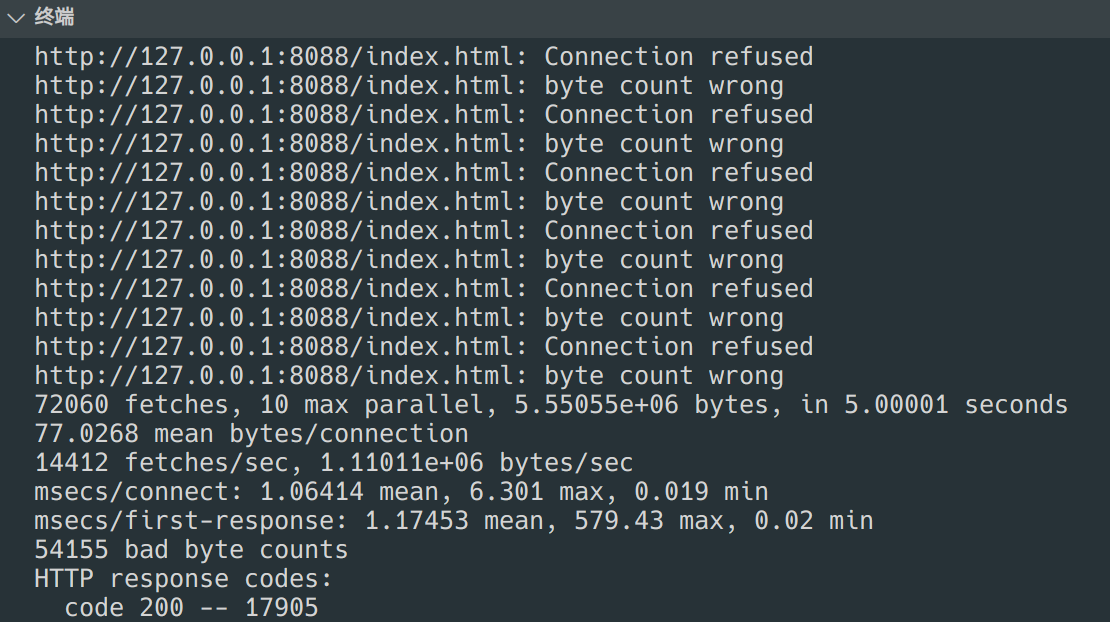 终端
http://127.0.0.1:8088/index.html: Connection refused
http://127.0.0.1:8088/index.html: byte count wrong
http://127.0.0.1:8088/index.html: Connection refused
http://127.0.0.1:8088/index.html: byte count wrong
http://127.0.0.1:8088/index.html: Connection refused
http://127.0.0.1:8088/index.html: byte count wrong
http://127.0.0.1:8088/index.html: Connection refused
http://127.0.0.1:8088/index.html: byte count wrong
http://127.0.0.1:8088/index.html: Connection refused
http://127.0.0.1:8088/index.html: byte count wrong
http://127.0.0.1:8088/index.html: Connection refused
http://127.0.0.1:8088/index.html: byte count wrong
72060 fetches, 10 max parallel, 5.55055e+06 bytes, in 5.00001 seconds
77.0268 mean bytes/connection
14412 fetches/sec, 1.11011e+06 bytes/sec
msecs/connect: 1.06414 mean, 6.301 max, 0.019 min
msecs/first-response: 1.17453 mean, 579.43 max, 0.02 min
54155 bad byte counts
HTTP response codes:
  code 200 -- 17905